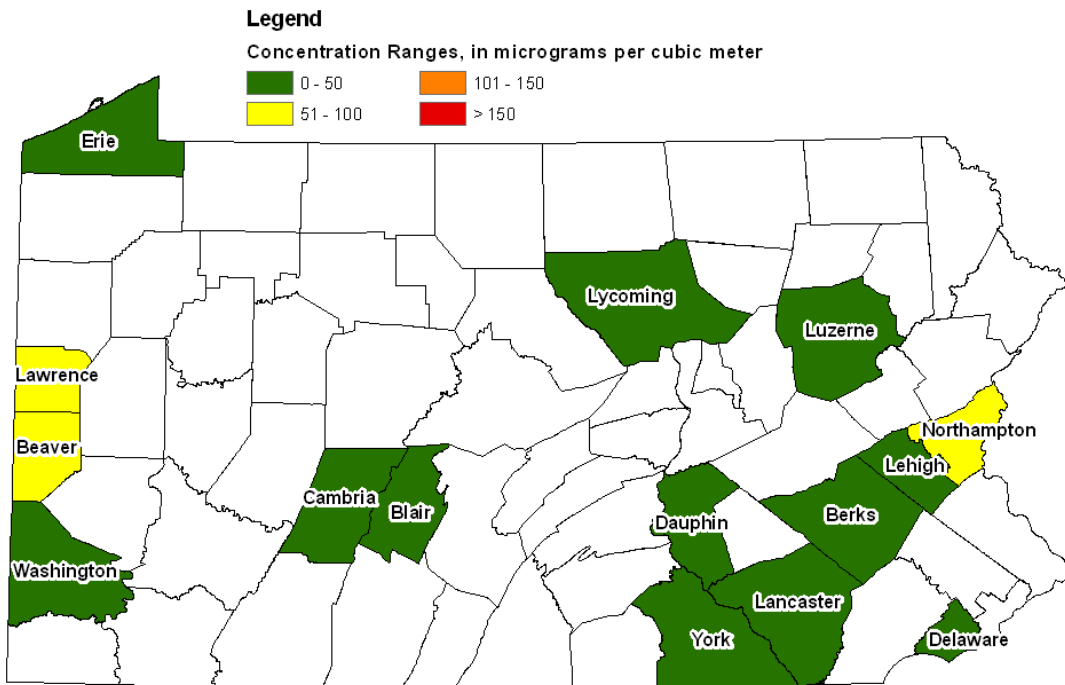 Legend
Concentration Ranges, in micrograms per cubic meter
0 - 50
101 - 150
51 - 100
> 150
Erie
Lycoming
Luzerne
Lawrence
Northampton
Beaver
Lehigh
Cambria
Blair
Berks
Dauphin
Washington
Lancaster
York
Delaware